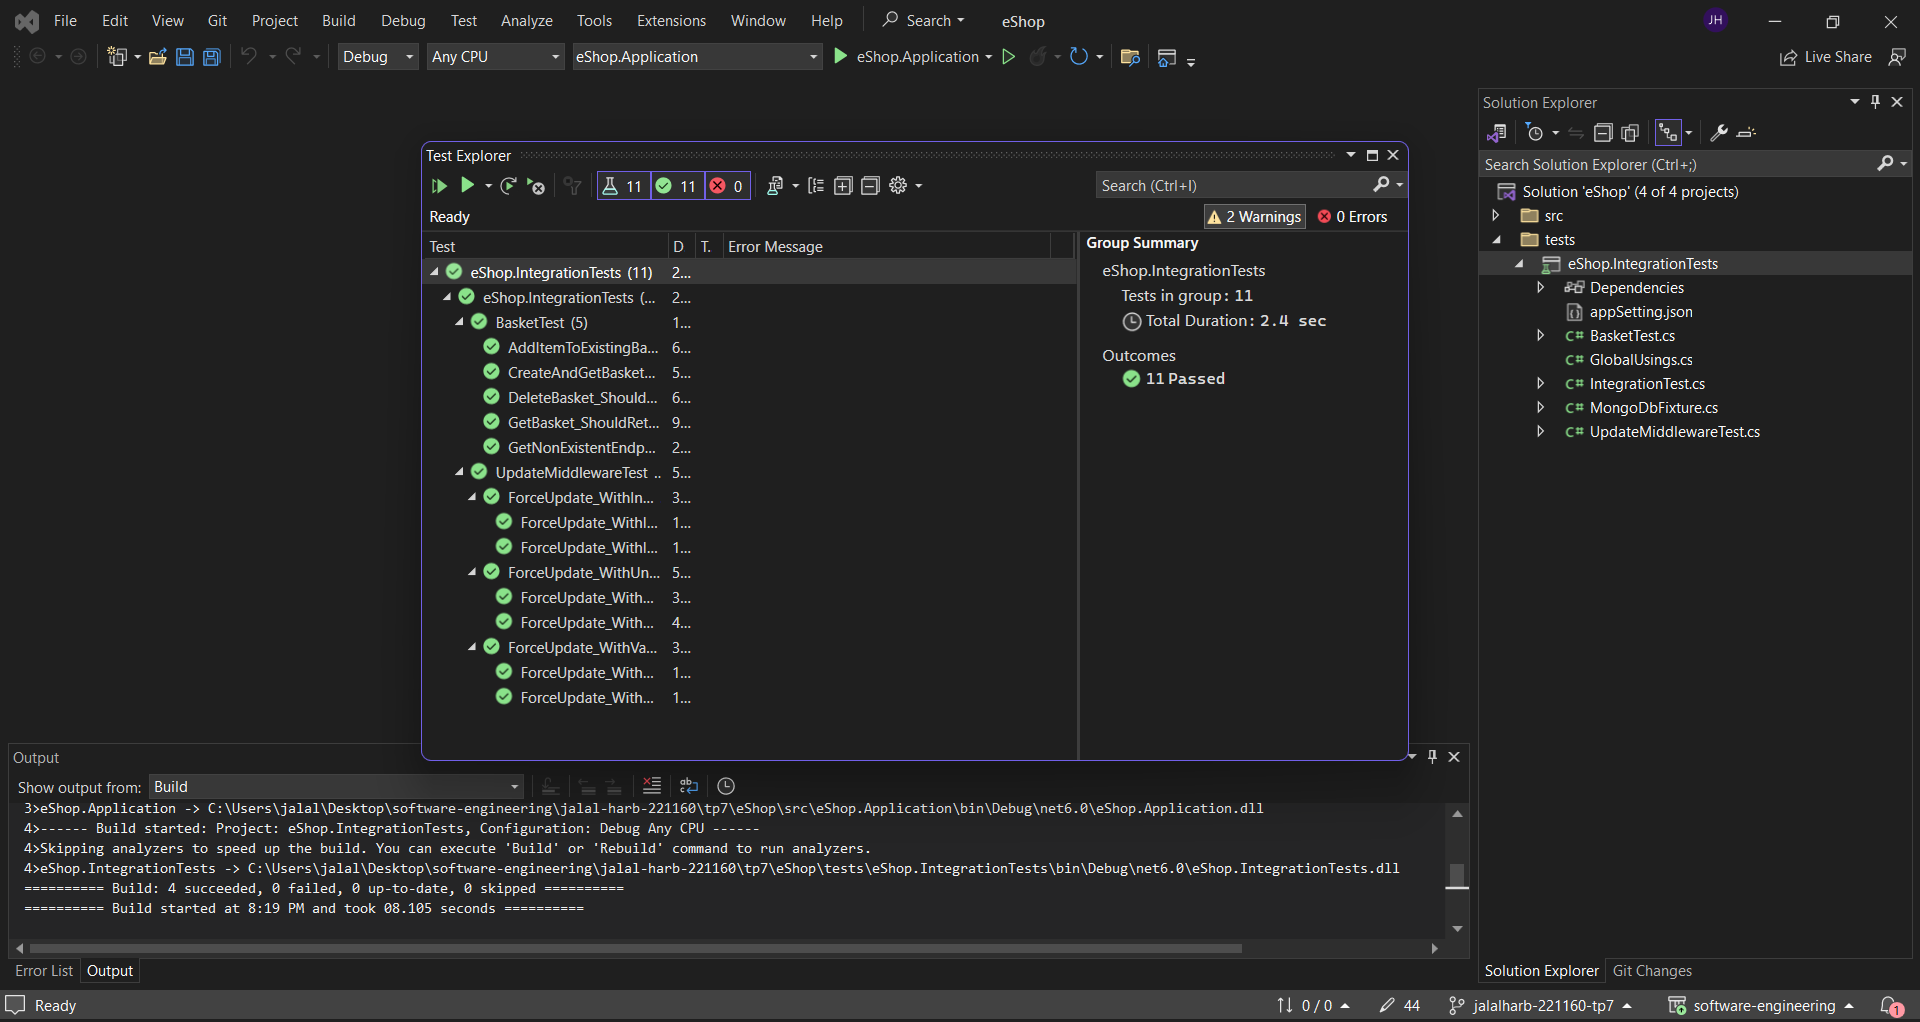 File Edit View Git Project Build Debug Test Analyze Tools Extensions Window Help Search eShop JH
Debug Any CPU eShop.Application eShop.Application Live Share
Test Explorer
11 11 0 Search (Ctrl+I)
Ready 2 Warnings 0 Errors
Test D T. Error Message
eShop.IntegrationTests (11) 2...
eShop.IntegrationTests (... 2...
BasketTest (5) 1...
AddItemToExistingBa... 6...
CreateAndGetBasket... 5...
DeleteBasket_Should... 6...
GetBasket_ShouldRet... 9...
GetNonExistentEndp... 2...
UpdateMiddlewareTest .. 5...
ForceUpdate_WithIn... 3...
ForceUpdate_WithI... 1...
ForceUpdate_WithI... 1...
ForceUpdate_WithUn... 5...
ForceUpdate_With... 3...
ForceUpdate_With... 4...
ForceUpdate_WithVa... 3...
ForceUpdate_With... 1...
ForceUpdate_With... 1...
Group Summary
eShop.IntegrationTests
Tests in group: 11
Total Duration: 2.4 sec
Outcomes
11 Passed
Solution Explorer
Search Solution Explorer (Ctrl+;)
Solution 'eShop' (4 of 4 projects)
src
tests
eShop.IntegrationTests
Dependencies
appSetting.json
C# BasketTest.cs
C# GlobalUsings.cs
C# IntegrationTest.cs
C# MongoDbFixture.cs
C# UpdateMiddlewareTest.cs
Output
Show output from: Build
3>eShop.Application -> C:\Users\jalal\Desktop\software-engineering\jalal-harb-221160\tp7\eShop\src\eShop.Application\bin\Debug\net6.0\eShop.Application.dll
4>------ Build started: Project: eShop.IntegrationTests, Configuration: Debug Any CPU ------
4>Skipping analyzers to speed up the build. You can execute 'Build' or 'Rebuild' command to run analyzers.
4>eShop.IntegrationTests -> C:\Users\jalal\Desktop\software-engineering\jalal-harb-221160\tp7\eShop\tests\eShop.IntegrationTests\bin\Debug\net6.0\eShop.IntegrationTests.dll
========== Build: 4 succeeded, 0 failed, 0 up-to-date, 0 skipped ==========
========== Build started at 8:19 PM and took 08.105 seconds ==========
Error List Output
Solution Explorer Git Changes
Ready 0 / 0 44 jalalharb-221160-tp7 software-engineering 1